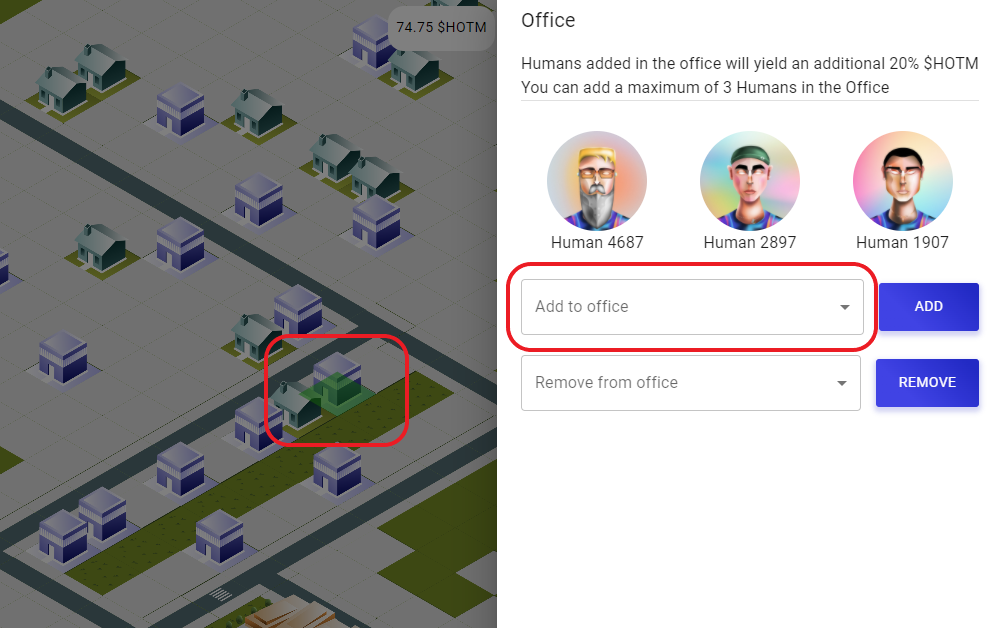 74.75 $HOTM
Office
Humans added in the office will yield an additional 20% $HOTM
You can add a maximum of 3 Humans in the Office
Human 4687
Human 2897
Human 1907
Add to office
ADD
Remove from office
REMOVE